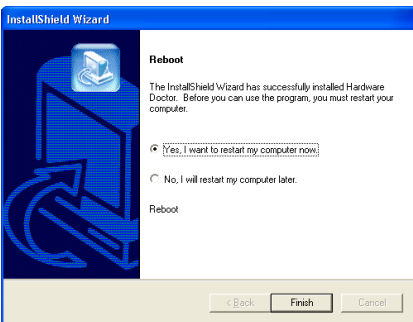 InstallShield Wizard
Reboot
The InstallShield Wizard has successfully installed Hardware
Doctor. Before you can use the program, you must restart your
computer.
Yes, I want to restart my computer now.
No, I will restart my computer later.
Reboot
< Back Finish Cancel